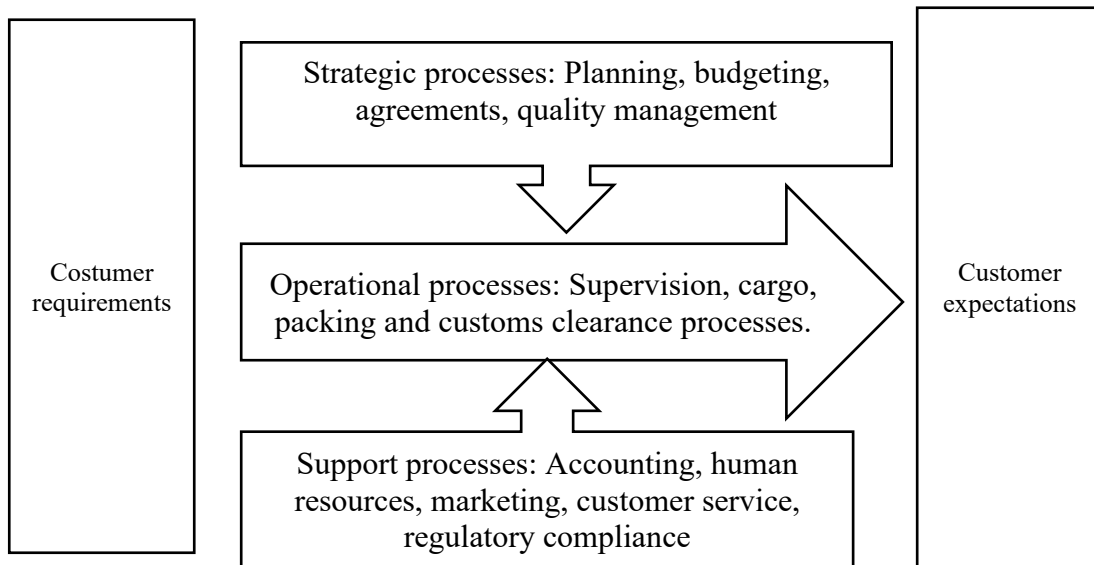 Strategic processes: Planning, budgeting,
agreements, quality management
Costumer
requirements
Operational processes: Supervision, cargo,
packing and customs clearance processes.
Customer
expectations
Support processes: Accounting, human
resources, marketing, customer service,
regulatory compliance